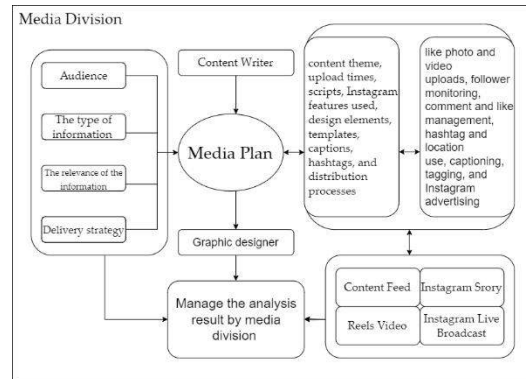 Media Division
Audience
The type of
information
The relevance of the
information
Delivery strategy
Content Writer
Media Plan
Graphic designer
Manage the analysis
result by media
division
content theme,
upload times,
scripts, Instagram
features used,
design elements,
templates,
captions,
hashtags, and
distribution
processes
like photo and
video
uploads, follower
monitoring,
comment and like
management,
hashtag and
location
use, captioning,
tagging, and
Instagram
advertising
Content Feed
Instagram Srory
Reels Video
Instagram Live
Broadcast